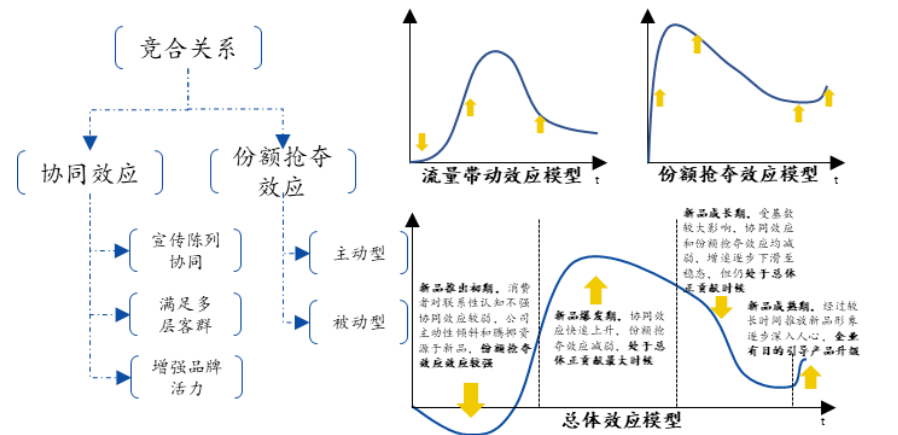 竞合关系
协同效应
份额抢夺
效应
宣传陈列
协同
满足多
层客群
增强品牌
活力
主动型
被动型
t
流量带动效应模型
t
份额抢夺效应模型
新品推出初期。消费
者对联系性认知不强
协同效应较弱,公司
主动性倾斜和腾挪资
源于新品,份额抢夺
效应效应较强
新品爆发期。协同效
应快速上升,份额抢
夺效应减弱,处于总
体正贡献最大时候
新品成长期。受基数
较大影响,协同效应
和份额抢夺效应均减
弱,增速逐步下滑至
稳态,但仍处于总体
正贡献时候
新品成熟期。经过较
长时间推放新品形象
逐步深入人心,企业
有目的引导产品升级
t
总体效应模型